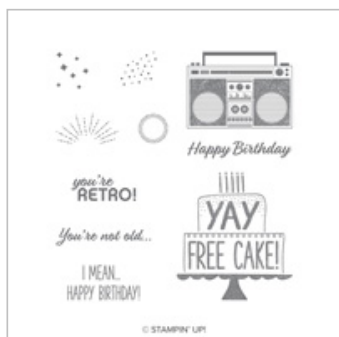 Happy Birthday
you're
RETRO!
You're not old...
I MEAN...
HAPPY BIRTHDAY!
YAY
FREE CAKE!
© STAMPIN' UP!